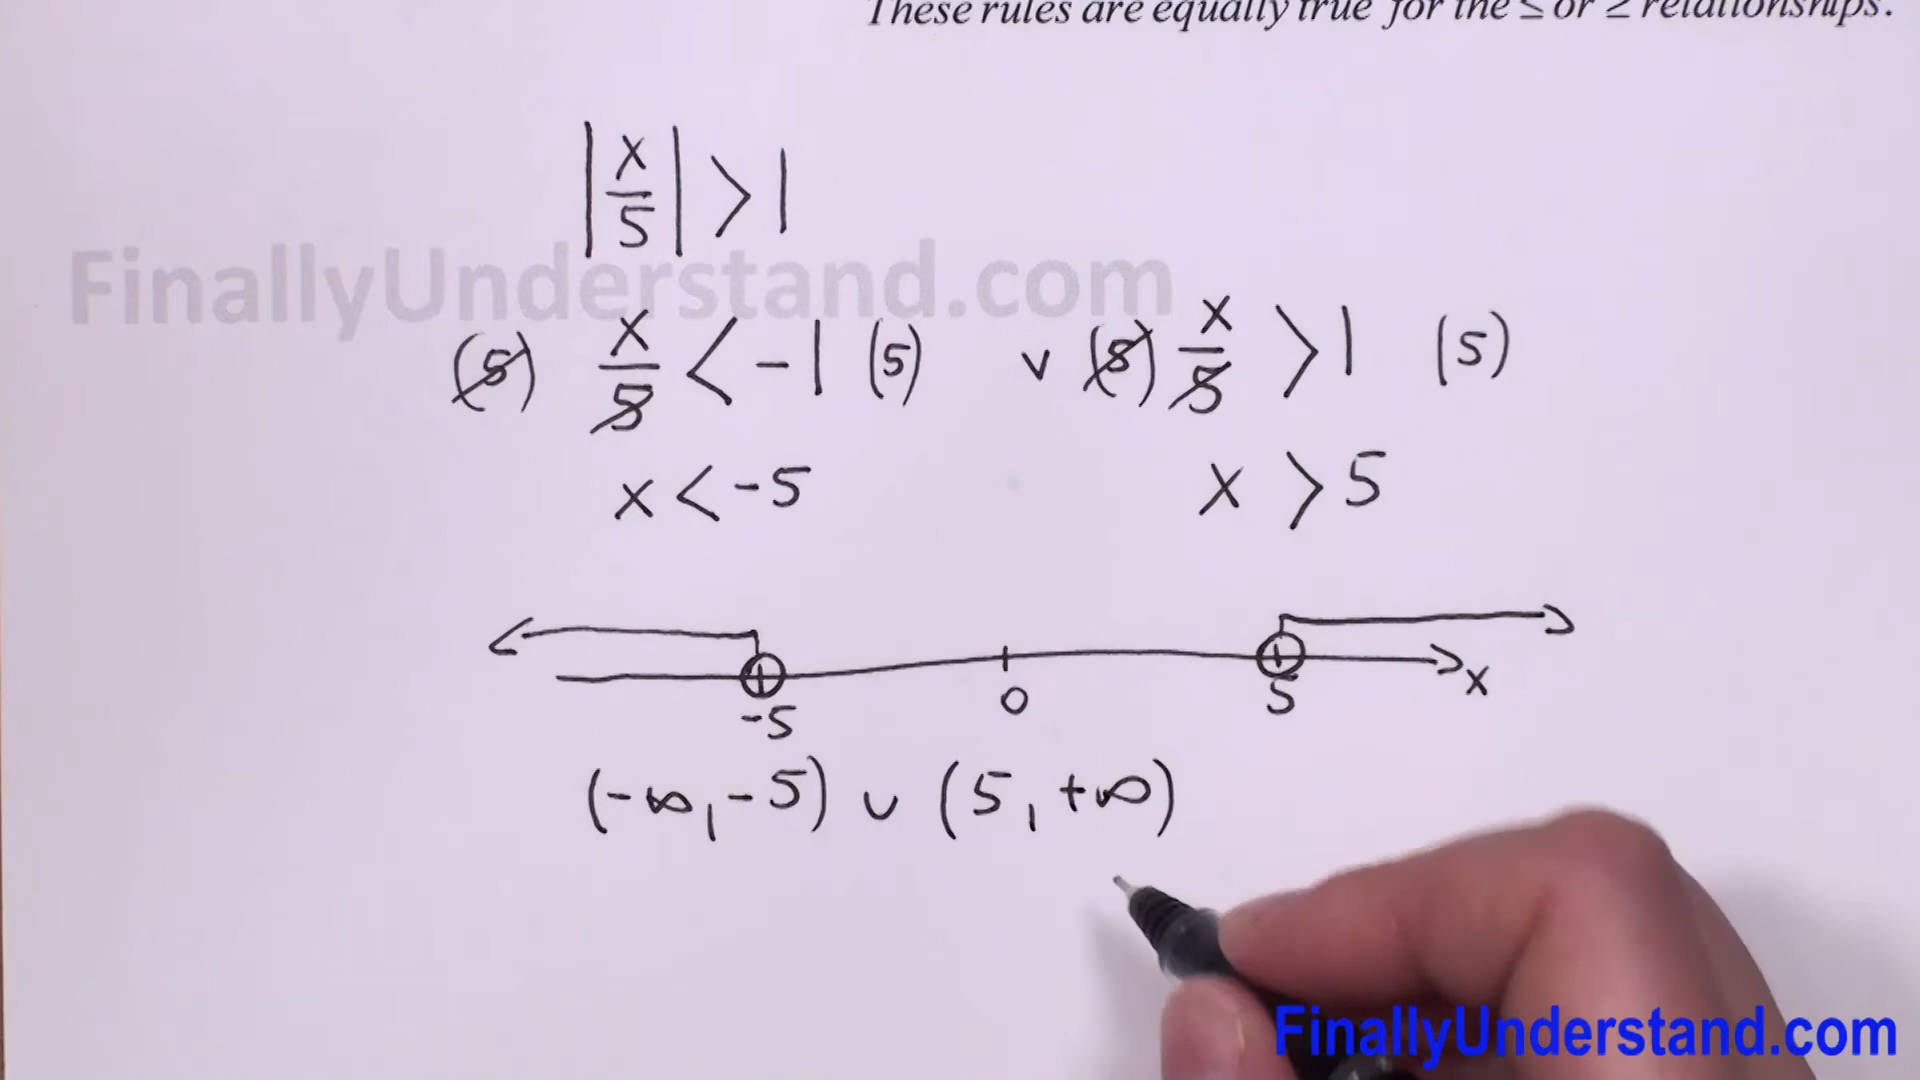 These rules are equally true for the ≤ or ≥ relationships.
|x/5| > 1
FinallyUnderstand.com
(5) x/5 < -1 (5) v (5) x/5 > 1 (5)
x < -5 x > 5
-5 0 5 x
(-∞, -5) ∪ (5, +∞)
FinallyUnderstand.com